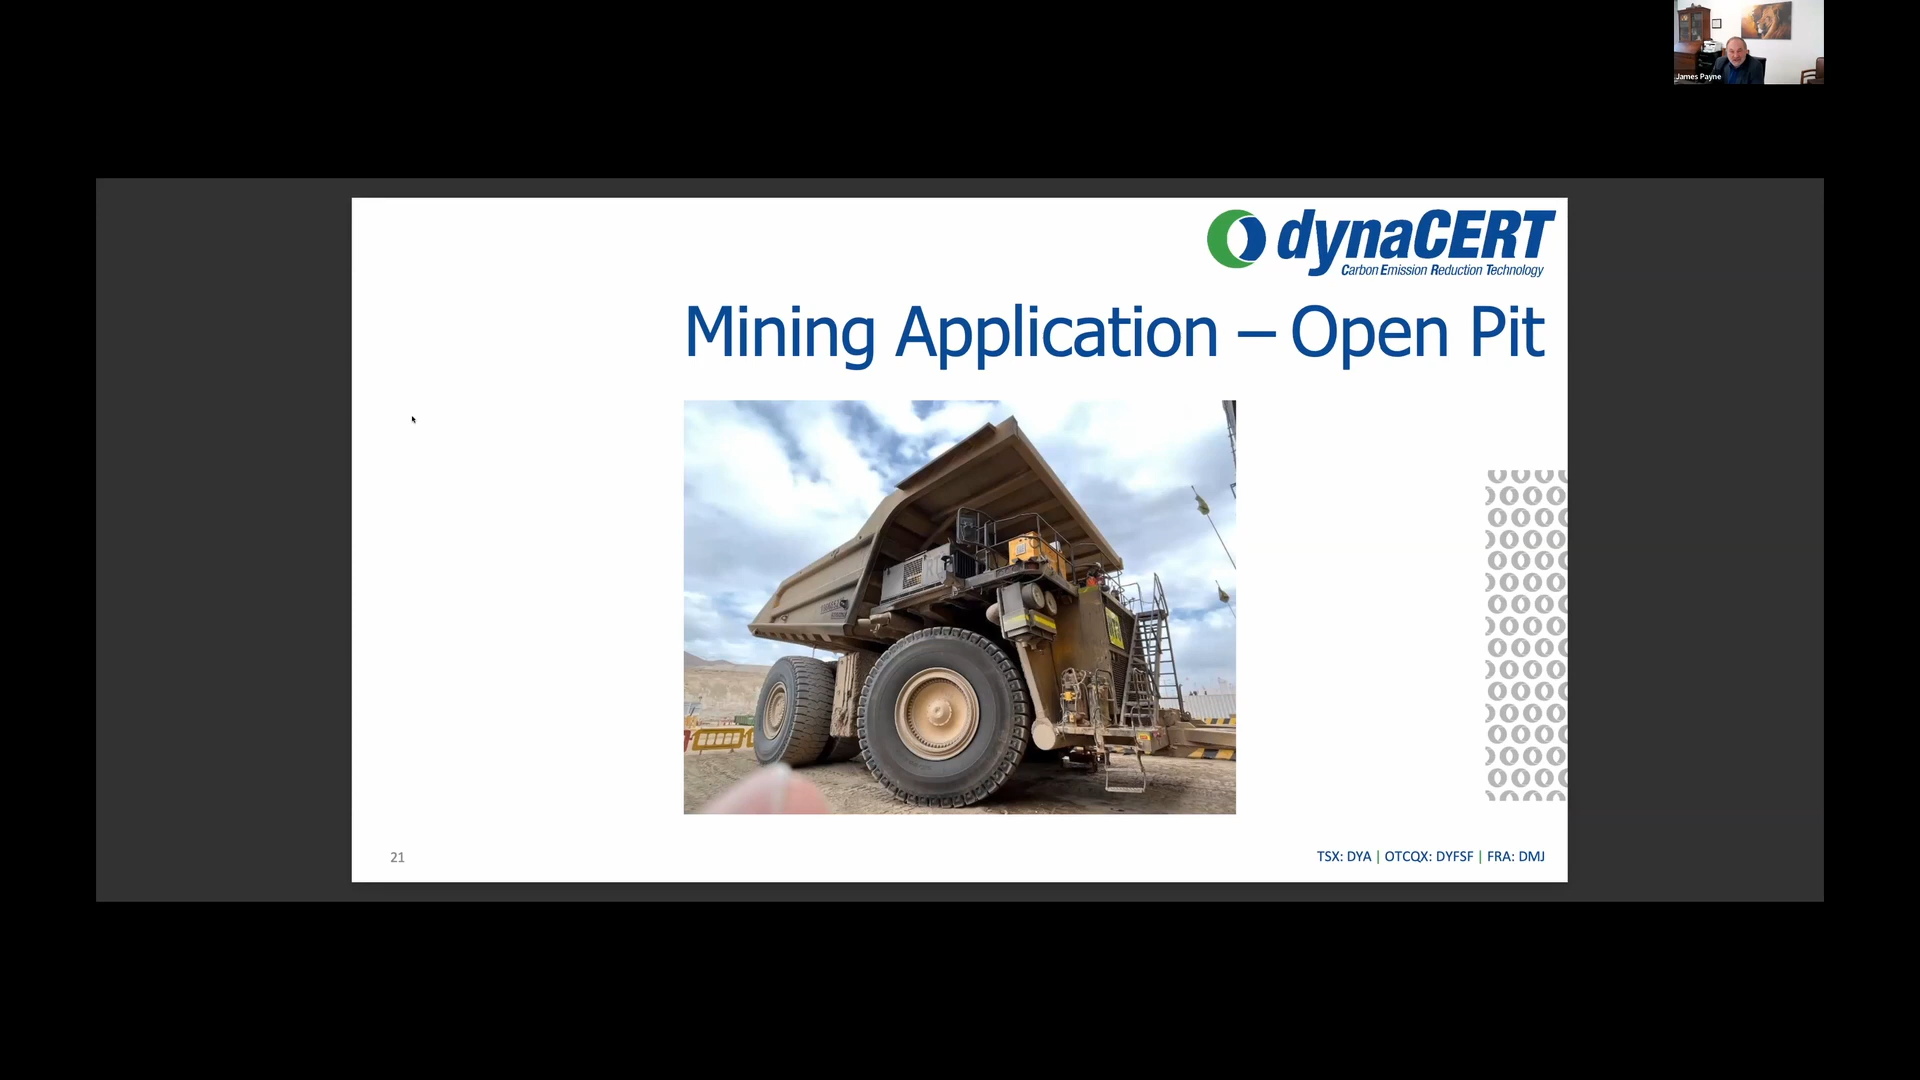 James Payne
dynaCERT
Carbon Emission Reduction Technology
Mining Application – Open Pit
21
TSX: DYA | OTCQX: DYFSF | FRA: DMJ